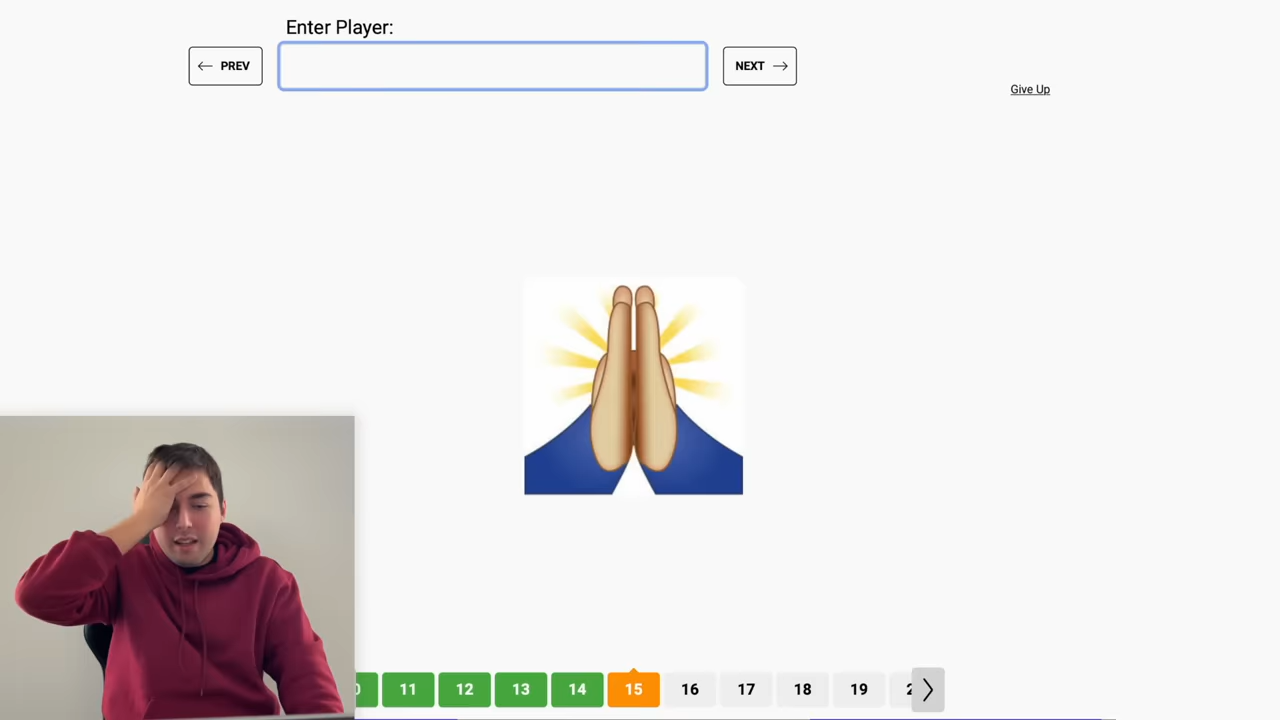 Enter Player:
← PREV
NEXT →
Give Up
11 12 13 14 15 16 17 18 19